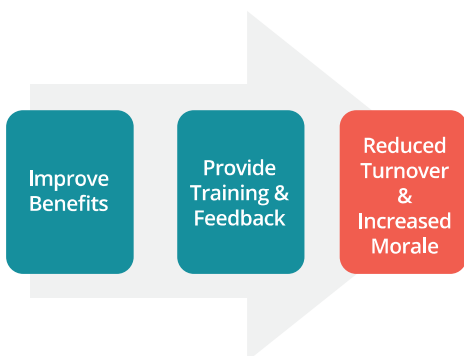 Improve
Benefits
Provide
Training &
Feedback
Reduced
Turnover
&
Increased
Morale